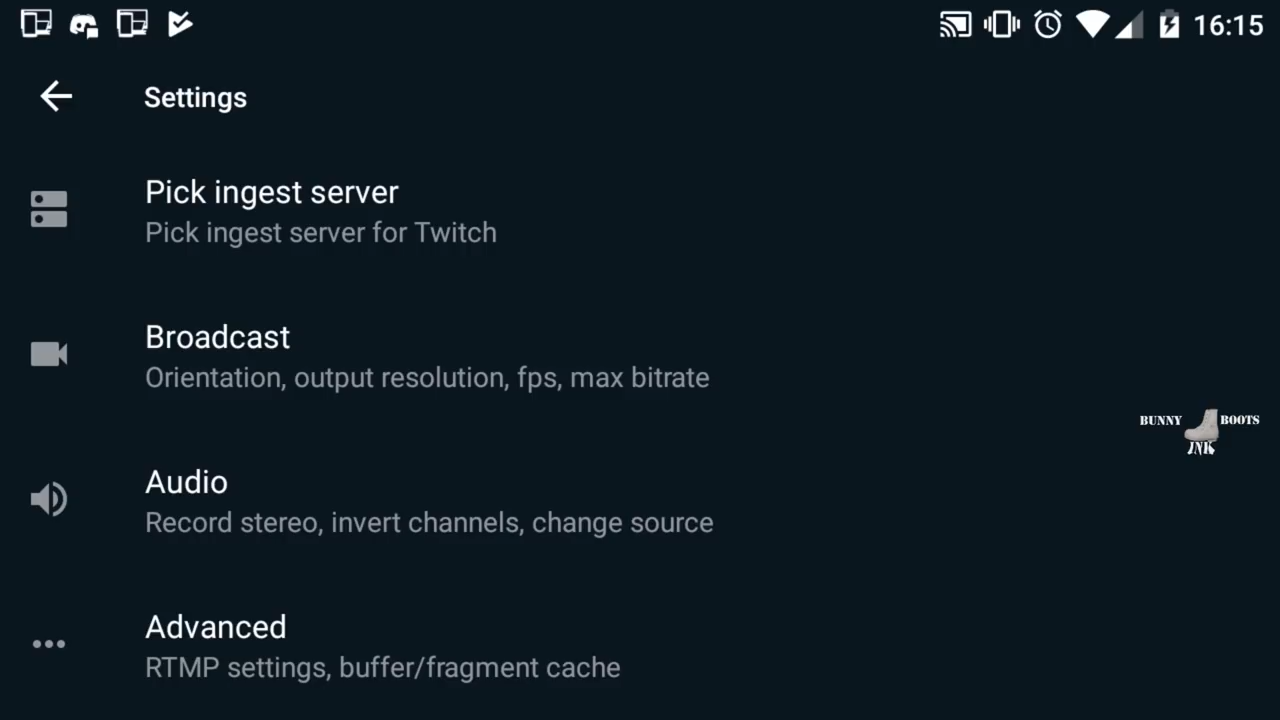 16:15
Settings
Pick ingest server
Pick ingest server for Twitch
Broadcast
Orientation, output resolution, fps, max bitrate
BUNNY BOOTS
INK
Audio
Record stereo, invert channels, change source
Advanced
RTMP settings, buffer/fragment cache